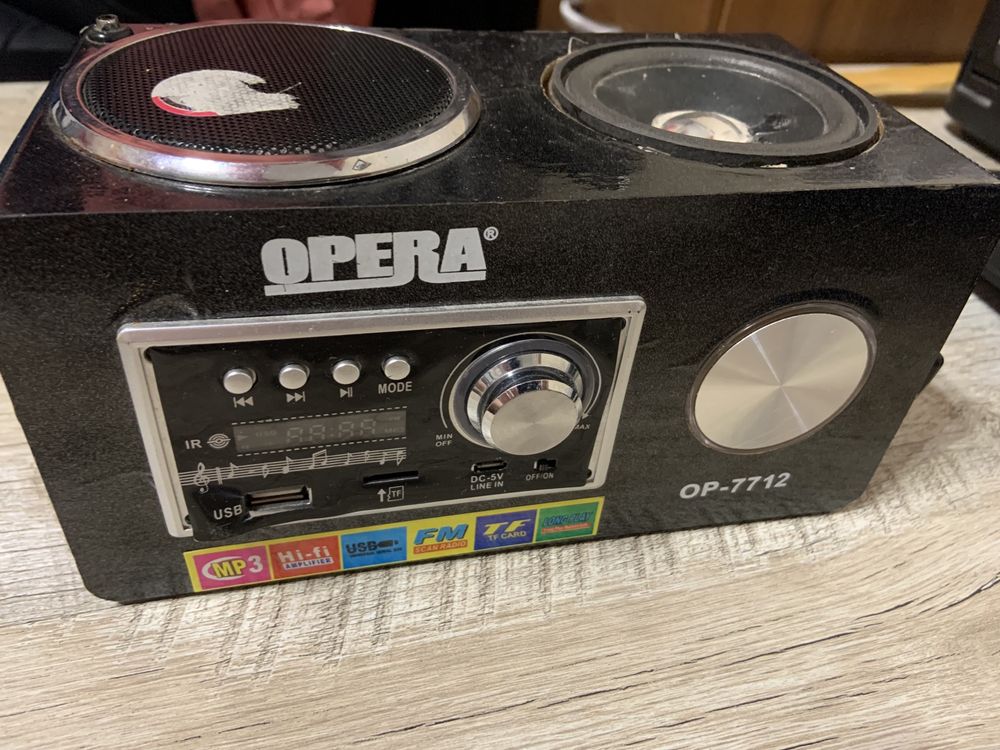 OPERA®
MODE
MIN
OFF
MAX
IR
USB
TF
DC-5V
LINE IN
OFF/ON
OP-7712
MP3
Hi-fi
AMPLIFIER
USB
FM
SCAN RADIO
TF
TF CARD
LONG PLAY